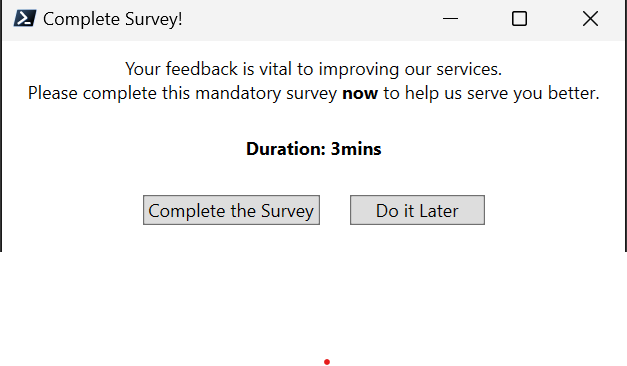 Complete Survey!
Your feedback is vital to improving our services.
Please complete this mandatory survey now to help us serve you better.
Duration: 3mins
Complete the Survey Do it Later